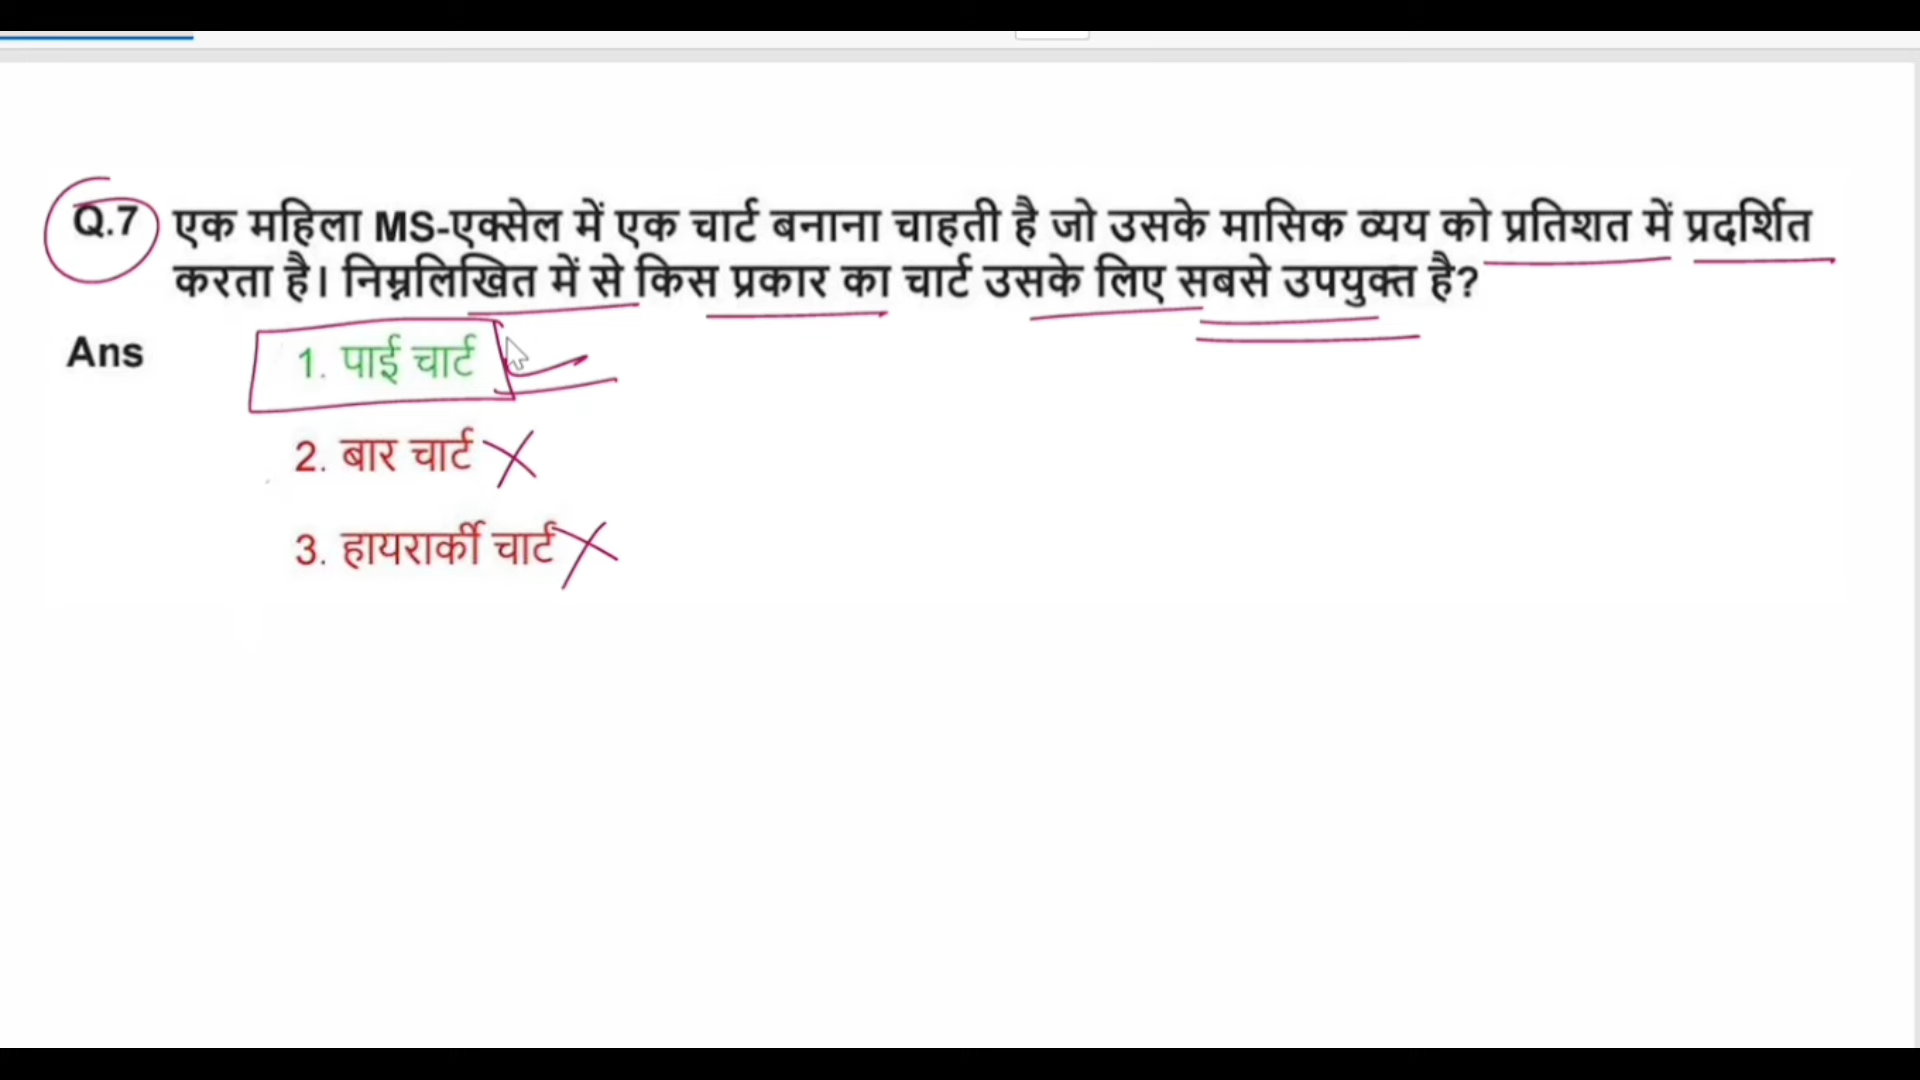 Q.7 एक महिला MS-एक्सेल में एक चार्ट बनाना चाहती है जो उसके मासिक व्यय को प्रतिशत में प्रदर्शित
करता है। निम्नलिखित में से किस प्रकार का चार्ट उसके लिए सबसे उपयुक्त है?
Ans 1. पाई चार्ट
2. बार चार्ट
3. हायरार्की चार्ट